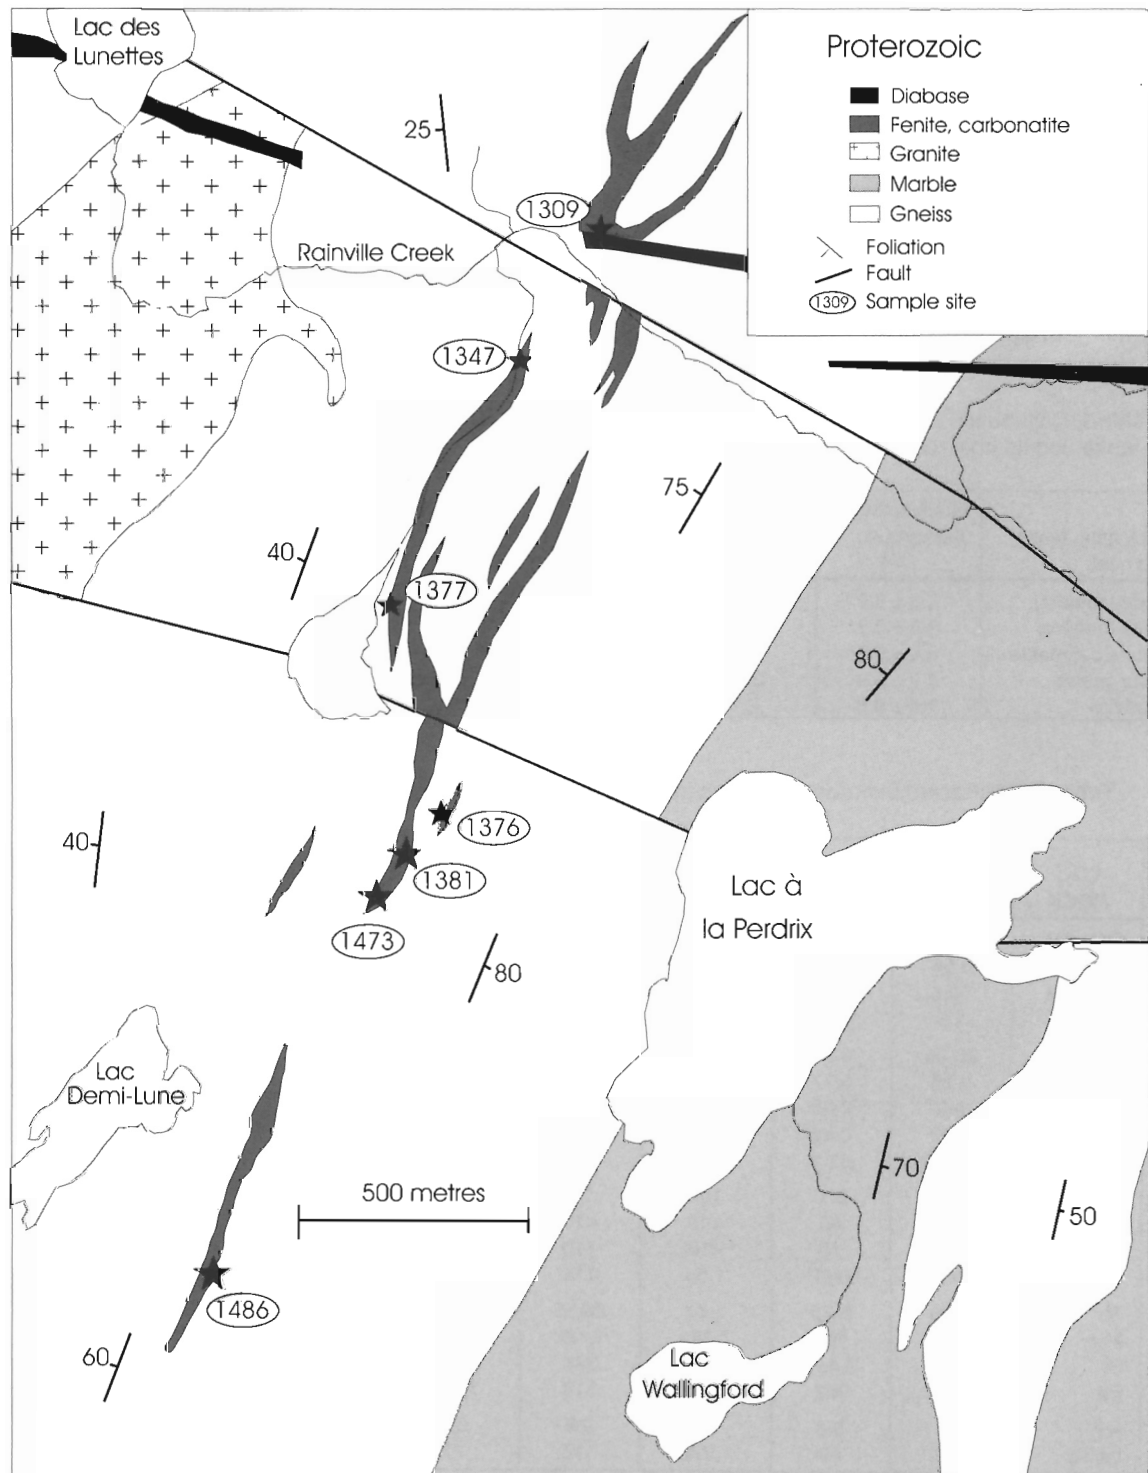 Lac des
Lunettes
Proterozoic
Diabase
Fenite, carbonatite
Granite
Marble
Gneiss
Foliation
Fault
1309 Sample site
25
1309
Rainville Creek
1347
75
40
1377
80
40
1376
1381
1473
80
Lac à
la Perdrix
Lac
Demi-Lune
70
500 metres
50
1486
60
Lac
Wallingford